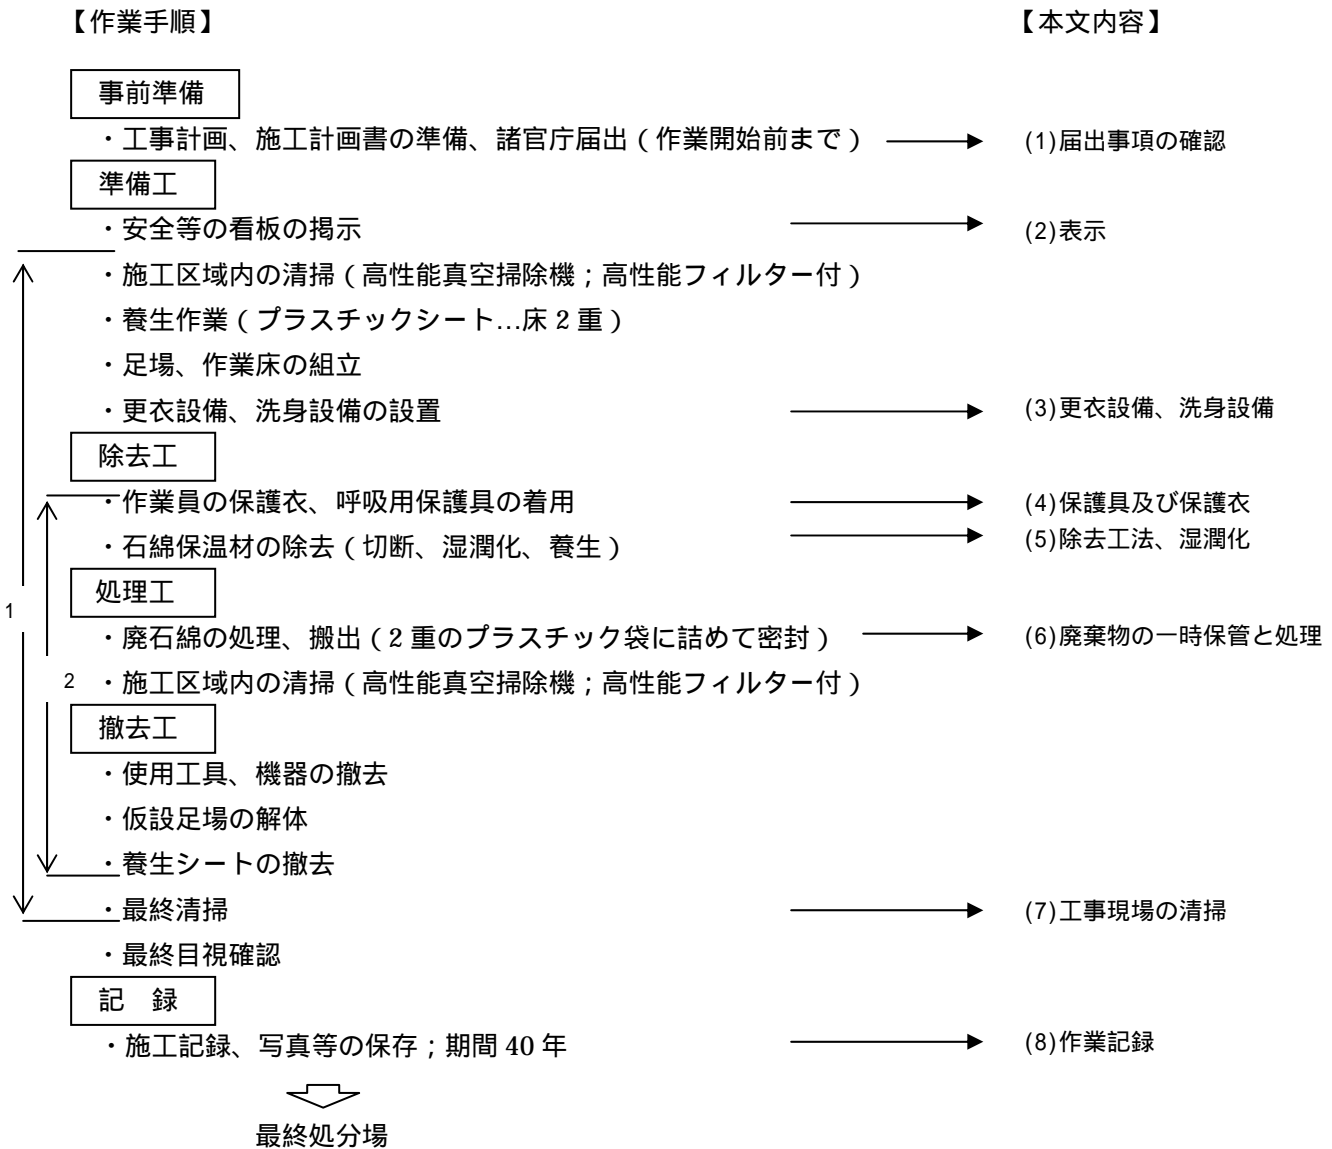 【作業手順】 【本文内容】
事前準備
・工事計画、施工計画書の準備、諸官庁届出（作業開始前まで） (1)届出事項の確認
準備工
・安全等の看板の掲示 (2)表示
・施工区域内の清掃（高性能真空掃除機；高性能フィルター付）
・養生作業（プラスチックシート…床 2 重）
・足場、作業床の組立
・更衣設備、洗身設備の設置 (3)更衣設備、洗身設備
除去工
・作業員の保護衣、呼吸用保護具の着用 (4)保護具及び保護衣
・石綿保温材の除去（切断、湿潤化、養生） (5)除去工法、湿潤化
処理工
1
・廃石綿の処理、搬出（2 重のプラスチック袋に詰めて密封） (6)廃棄物の一時保管と処理
2 ・施工区域内の清掃（高性能真空掃除機；高性能フィルター付）
撤去工
・使用工具、機器の撤去
・仮設足場の解体
・養生シートの撤去
・最終清掃 (7)工事現場の清掃
・最終目視確認
記　録
・施工記録、写真等の保存；期間 40 年 (8)作業記録
最終処分場